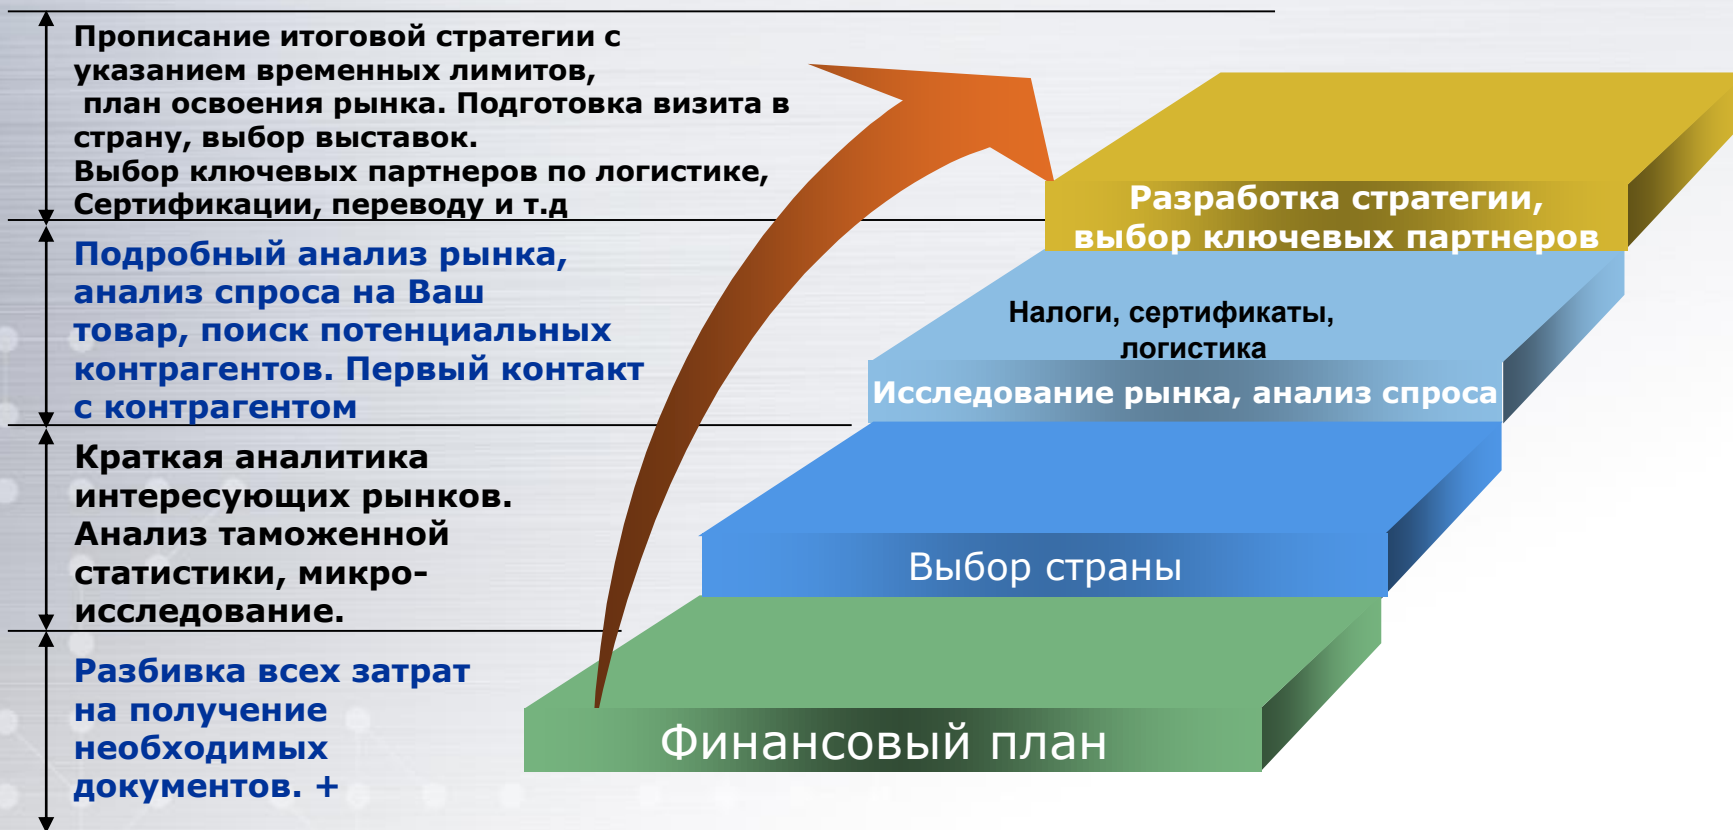 Прописание итоговой стратегии с
указанием временных лимитов,
план освоения рынка. Подготовка визита в
страну, выбор выставок.
Выбор ключевых партнеров по логистике,
Сертификации, переводу и т.д
Разработка стратегии,
выбор ключевых партнеров
Подробный анализ рынка,
анализ спроса на Ваш
товар, поиск потенциальных
контрагентов. Первый контакт
с контрагентом
Налоги, сертификаты,
логистика
Исследование рынка, анализ спроса
Краткая аналитика
интересующих рынков.
Анализ таможенной
статистики, микро-
исследование.
Выбор страны
Разбивка всех затрат
на получение
необходимых
документов. +
Финансовый план